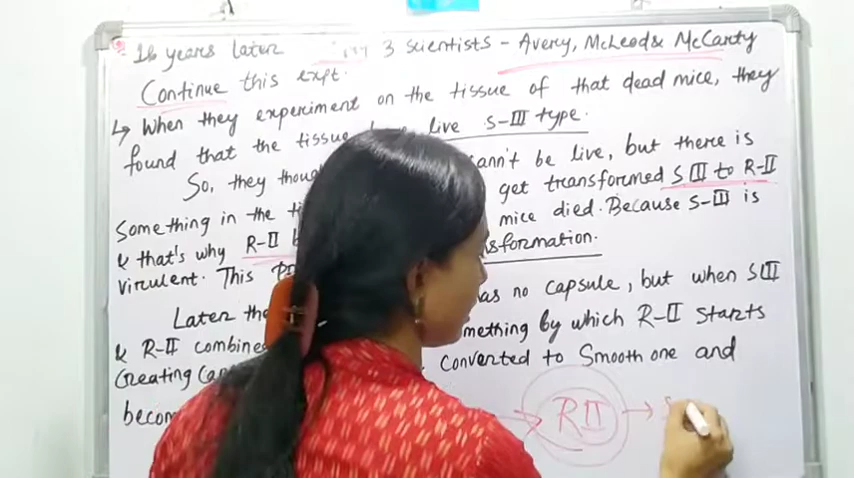 16 years later 3 scientists - Avery, McLeod & McCarty
Continue this expt.
↳ When they experiment on the tissue of that dead mice, they
found that the tissue live S-III type.
So, they thou cann't be live, but there is
Something in the get transformed S III to R-II
& that's why R-II mice died. Because S-III is
virulent. This formation.
Later the as no capsule, but when S III
& R-II combine mething by which R-II starts
Creating converted to Smooth one and
becom
→ R II → S